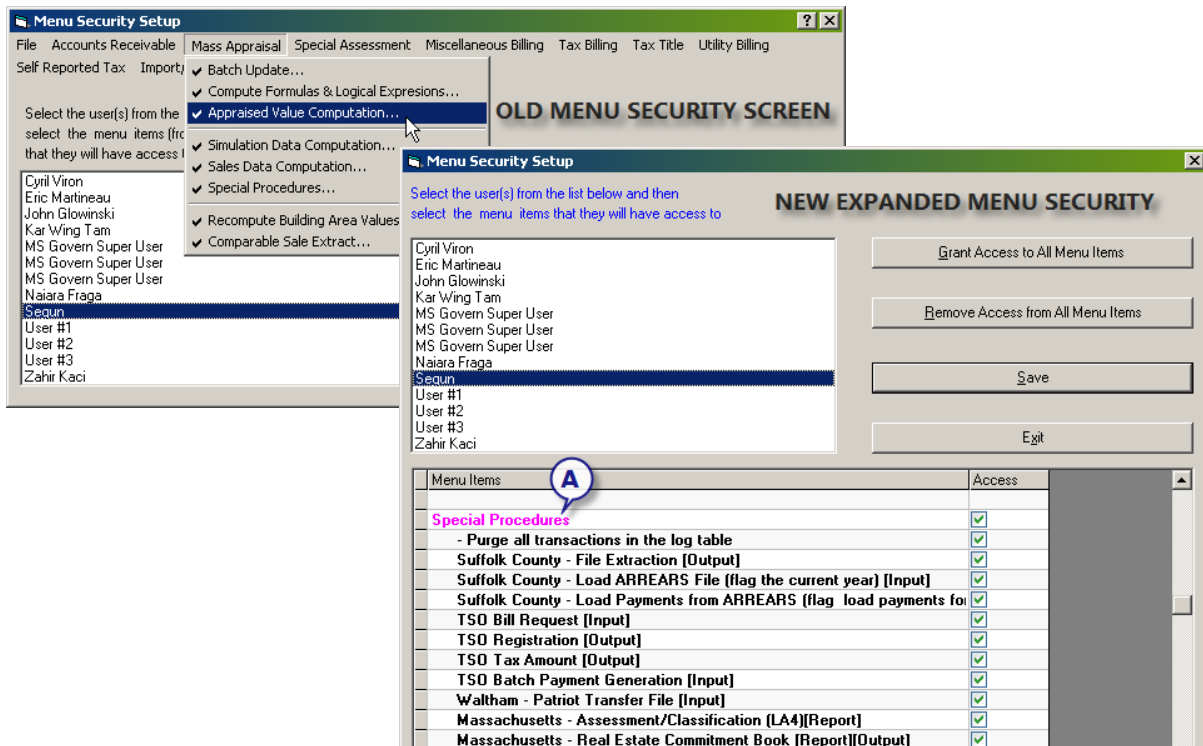 Menu Security Setup
File Accounts Receivable Mass Appraisal Special Assessment Miscellaneous Billing Tax Billing Tax Title Utility Billing
Self Reported Tax Import
Batch Update...
Compute Formulas & Logical Expresions...
Appraised Value Computation...
Simulation Data Computation...
Sales Data Computation...
Special Procedures...
Recompute Building Area Values
Comparable Sale Extract...
OLD MENU SECURITY SCREEN
Select the user(s) from the
select the menu items
that they will have access
Cyril Viron
Eric Martineau
John Glowinski
Kar Wing Tam
MS Govern Super User
MS Govern Super User
MS Govern Super User
Naiara Fraga
Segun
User #1
User #2
User #3
Zahir Kaci
Menu Security Setup
Select the user(s) from the list below and then
select the menu items that they will have access to
NEW EXPANDED MENU SECURITY
Cyril Viron
Eric Martineau
John Glowinski
Kar Wing Tam
MS Govern Super User
MS Govern Super User
MS Govern Super User
Naiara Fraga
Segun
User #1
User #2
User #3
Zahir Kaci
Grant Access to All Menu Items
Remove Access from All Menu Items
Save
Exit
Menu Items Access
A
Special Procedures
- Purge all transactions in the log table
Suffolk County - File Extraction [Output]
Suffolk County - Load ARREARS File (flag the current year) [Input]
Suffolk County - Load Payments from ARREARS (flag load payments for
TSO Bill Request [Input]
TSO Registration [Output]
TSO Tax Amount [Output]
TSO Batch Payment Generation [Input]
Waltham - Patriot Transfer File [Input]
Massachusetts - Assessment/Classification (LA4)[Report]
Massachusetts - Real Estate Commitment Book [Report][Output]